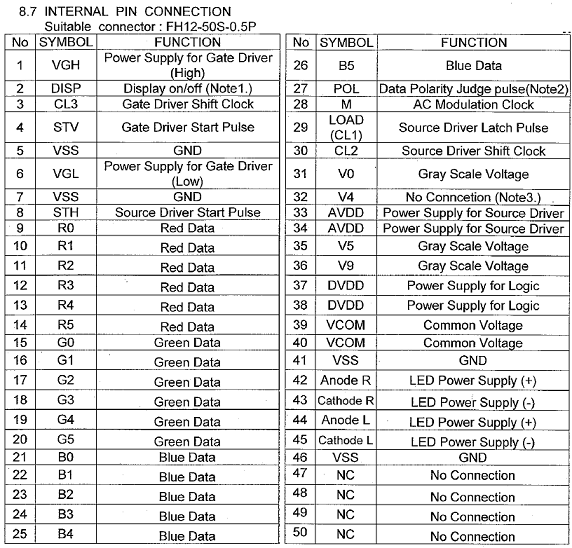 8.7 INTERNAL PIN CONNECTION
Suitable connector : FH12-50S-0.5P
No SYMBOL FUNCTION
1 VGH Power Supply for Gate Driver (High)
2 DISP Display on/off (Note1.)
3 CL3 Gate Driver Shift Clock
4 STV Gate Driver Start Pulse
5 VSS GND
6 VGL Power Supply for Gate Driver (Low)
7 VSS GND
8 STH Source Driver Start Pulse
9 R0 Red Data
10 R1 Red Data
11 R2 Red Data
12 R3 Red Data
13 R4 Red Data
14 R5 Red Data
15 G0 Green Data
16 G1 Green Data
17 G2 Green Data
18 G3 Green Data
19 G4 Green Data
20 G5 Green Data
21 B0 Blue Data
22 B1 Blue Data
23 B2 Blue Data
24 B3 Blue Data
25 B4 Blue Data
No SYMBOL FUNCTION
26 B5 Blue Data
27 POL Data Polarity Judge pulse(Note2)
28 M AC Modulation Clock
29 LOAD (CL1) Source Driver Latch Pulse
30 CL2 Source Driver Shift Clock
31 V0 Gray Scale Voltage
32 V4 No Conncetion (Note3.)
33 AVDD Power Supply for Source Driver
34 AVDD Power Supply for Source Driver
35 V5 Gray Scale Voltage
36 V9 Gray Scale Voltage
37 DVDD Power Supply for Logic
38 DVDD Power Supply for Logic
39 VCOM Common Voltage
40 VCOM Common Voltage
41 VSS GND
42 Anode R LED Power Supply (+)
43 Cathode R LED Power Supply (-)
44 Anode L LED Power Supply (+)
45 Cathode L LED Power Supply (-)
46 VSS GND
47 NC No Connection
48 NC No Connection
49 NC No Connection
50 NC No Connection